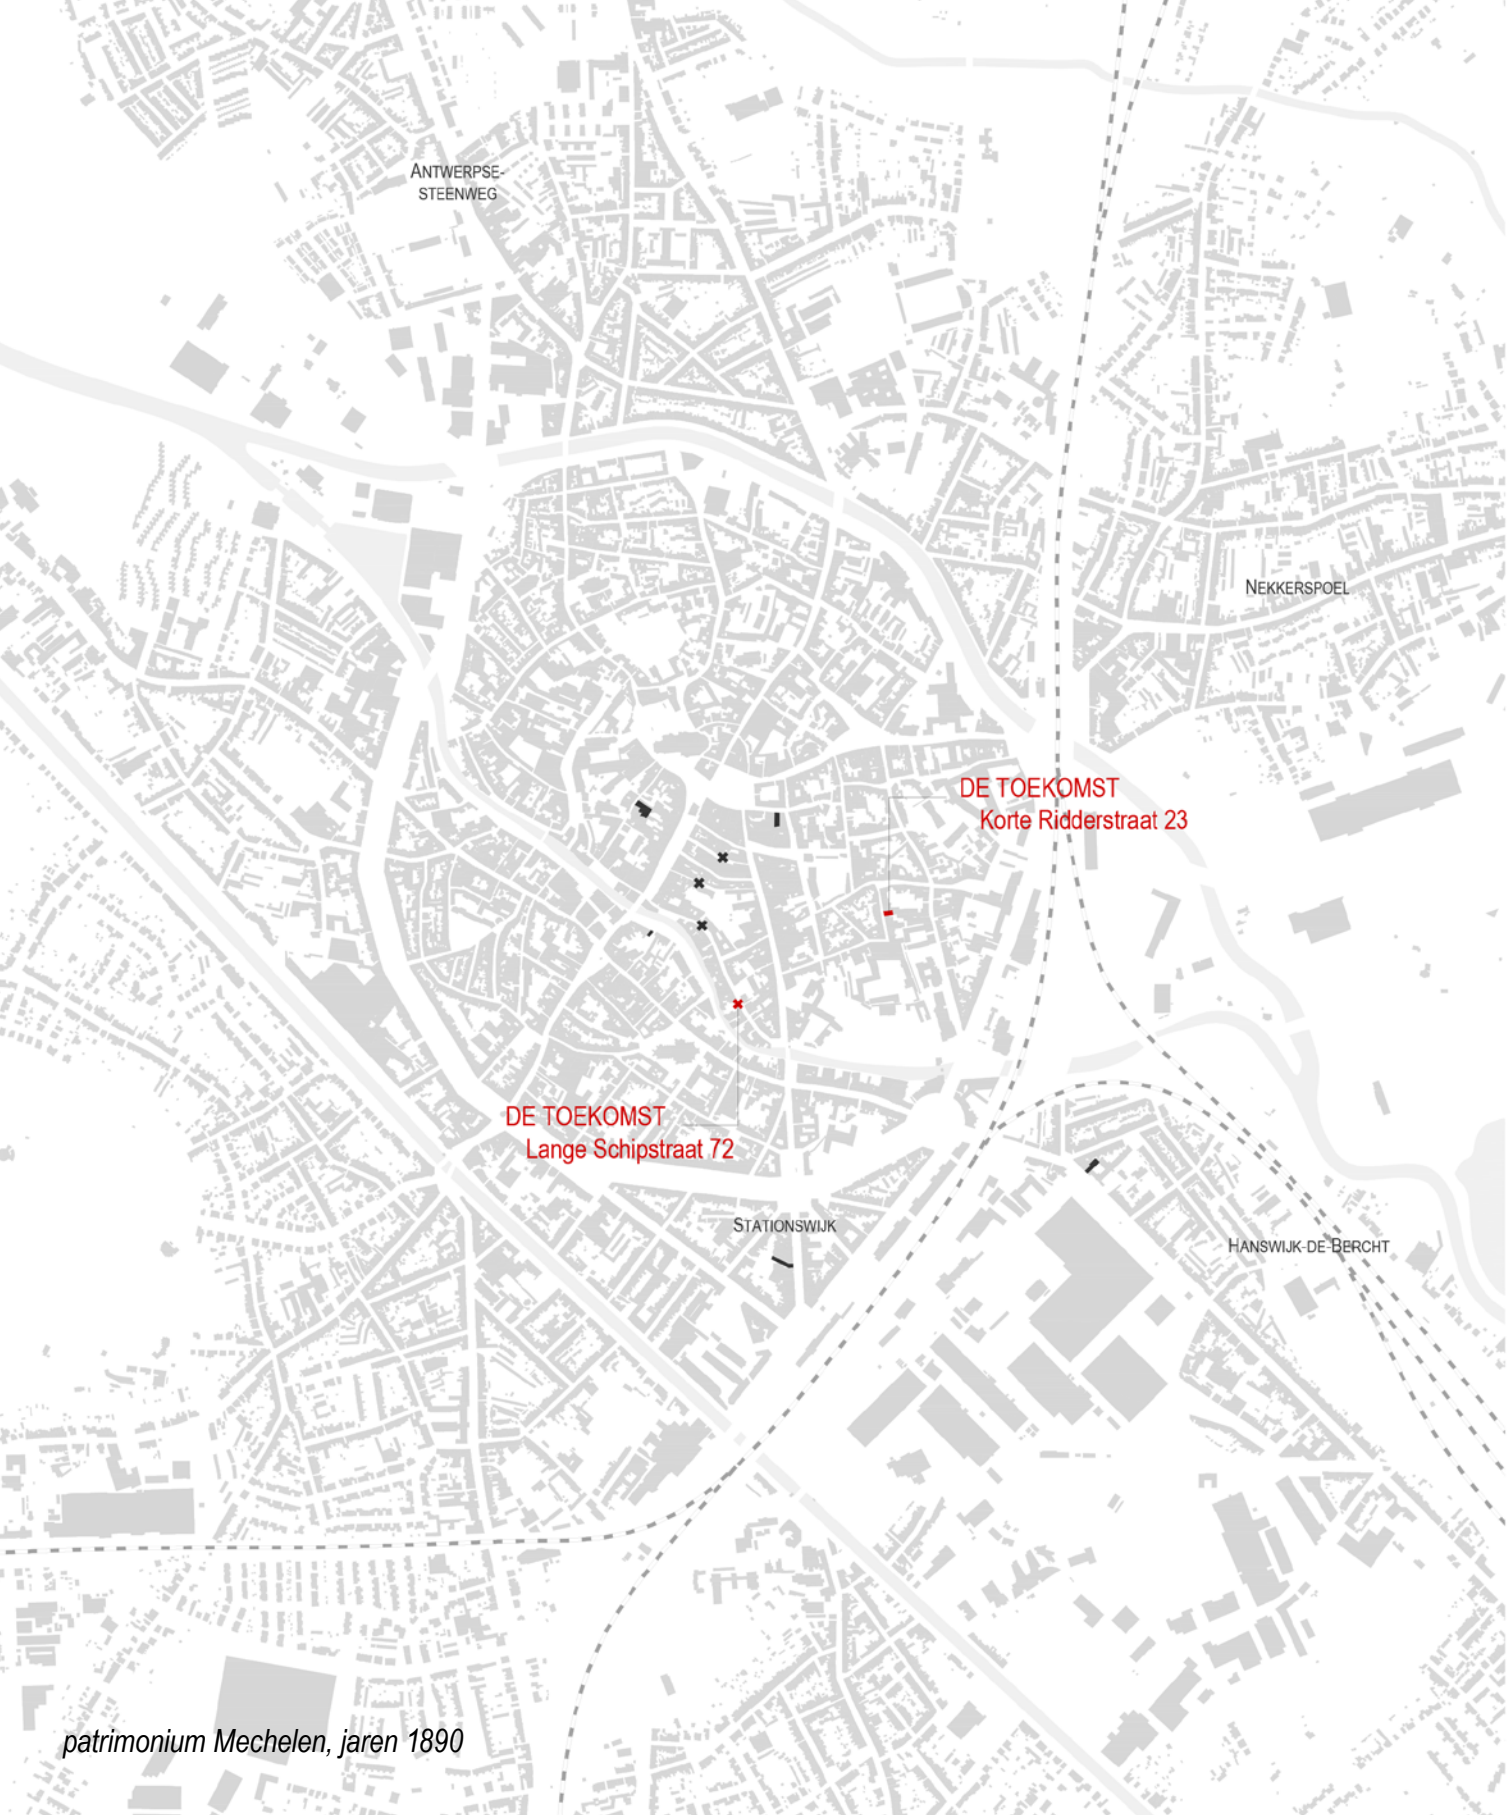 ANTWERPSE-
STEENWEG
NEKKERSPOEL
DE TOEKOMST
Korte Ridderstraat 23
DE TOEKOMST
Lange Schipstraat 72
STATIONSWIJK
HANSWIJK-DE-BERCHT
patrimonium Mechelen, jaren 1890